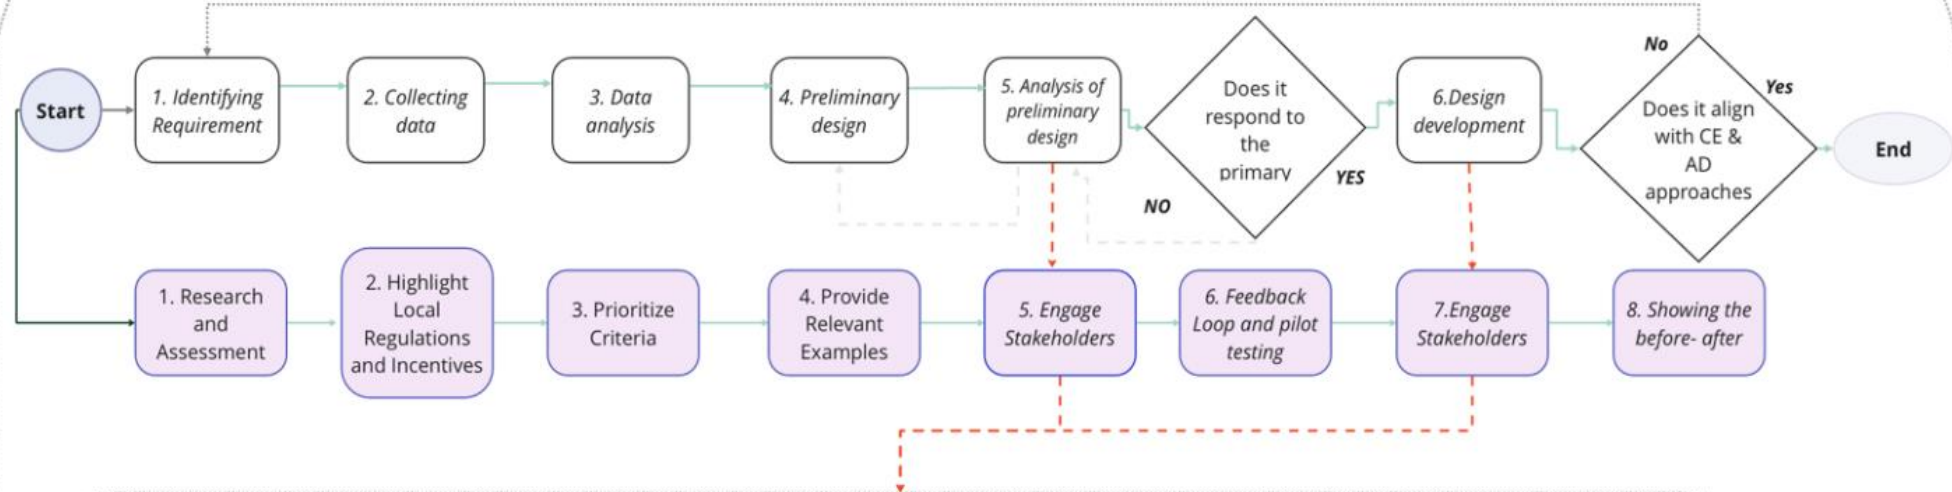 Start
1. Identifying
Requirement
2. Collecting
data
3. Data
analysis
4. Preliminary
design
5. Analysis of
preliminary
design
Does it
respond to
the
primary
NO
YES
6.Design
development
No
Yes
Does it align
with CE &
AD
approaches
End
1. Research
and
Assessment
2. Highlight
Local
Regulations
and Incentives
3. Prioritize
Criteria
4. Provide
Relevant
Examples
5. Engage
Stakeholders
6. Feedback
Loop and pilot
testing
7.Engage
Stakeholders
8. Showing the
before- after